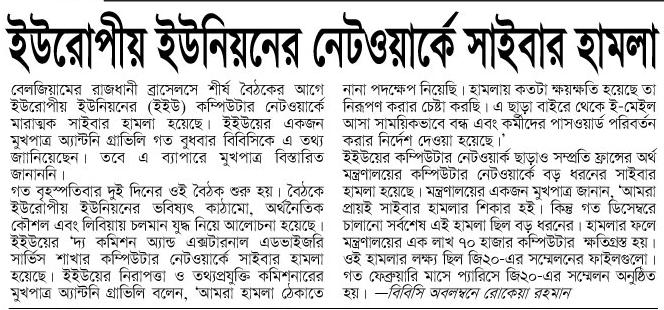 ইউরোপীয় ইউনিয়নের নেটওয়ার্কে সাইবার হামলা
বেলজিয়ামের রাজধানী ব্রাসেলসে শীর্ষ বৈঠকের আগে
ইউরোপীয় ইউনিয়নের (ইইউ) কম্পিউটার নেটওয়ার্কে
মারাত্মক সাইবার হামলা হয়েছে। ইইউয়ের একজন
মুখপাত্র অ্যান্টনি গ্রাভিলি গত বুধবার বিবিসিকে এ তথ্য
জানিয়েছেন। তবে এ ব্যাপারে মুখপাত্র বিস্তারিত
জানাননি।
গত বৃহস্পতিবার দুই দিনের ওই বৈঠক শুরু হয়। বৈঠকে
ইউরোপীয় ইউনিয়নের ভবিষ্যৎ কাঠামো, অর্থনৈতিক
কৌশল এবং লিবিয়ায় চলমান যুদ্ধ নিয়ে আলোচনা হয়েছে।
ইইউয়ের 'দ্য কমিশন অ্যান্ড এক্সটারনাল এডভাইজরি
সার্ভিস শাখার কম্পিউটার নেটওয়ার্কে সাইবার হামলা
হয়েছে। ইইউয়ের নিরাপত্তা ও তথ্যপ্রযুক্তি কমিশনারের
মুখপাত্র অ্যান্টনি গ্রাভিলি বলেন, 'আমরা হামলা ঠেকাতে
নানা পদক্ষেপ নিয়েছি। হামলায় কতটা ক্ষয়ক্ষতি হয়েছে তা
নিরূপণ করার চেষ্টা করছি। এ ছাড়া বাইরে থেকে ই-মেইল
আসা সাময়িকভাবে বন্ধ এবং কর্মীদের পাসওয়ার্ড পরিবর্তন
করার নির্দেশ দেওয়া হয়েছে।'
ইইউয়ের কম্পিউটার নেটওয়ার্ক ছাড়াও সম্প্রতি ফ্রান্সের অর্থ
মন্ত্রণালয়ের কম্পিউটার নেটওয়ার্কে বড় ধরনের সাইবার
হামলা হয়েছে। মন্ত্রণালয়ের একজন মুখপাত্র জানান, 'আমরা
প্রায়ই সাইবার হামলার শিকার হই। কিন্তু গত ডিসেম্বরে
চালানো সর্বশেষ এই হামলা ছিল বড় ধরনের। হামলার ফলে
মন্ত্রণালয়ের এক লাখ ৭০ হাজার কম্পিউটার ক্ষতিগ্রস্ত হয়।
ওই হামলার লক্ষ্য ছিল জি২০-এর সম্মেলনের ফাইলগুলো।
গত ফেব্রুয়ারি মাসে প্যারিসে জি২০-এর সম্মেলন অনুষ্ঠিত
হয়। —বিবিসি অবলম্বনে রোকেয়া রহমান